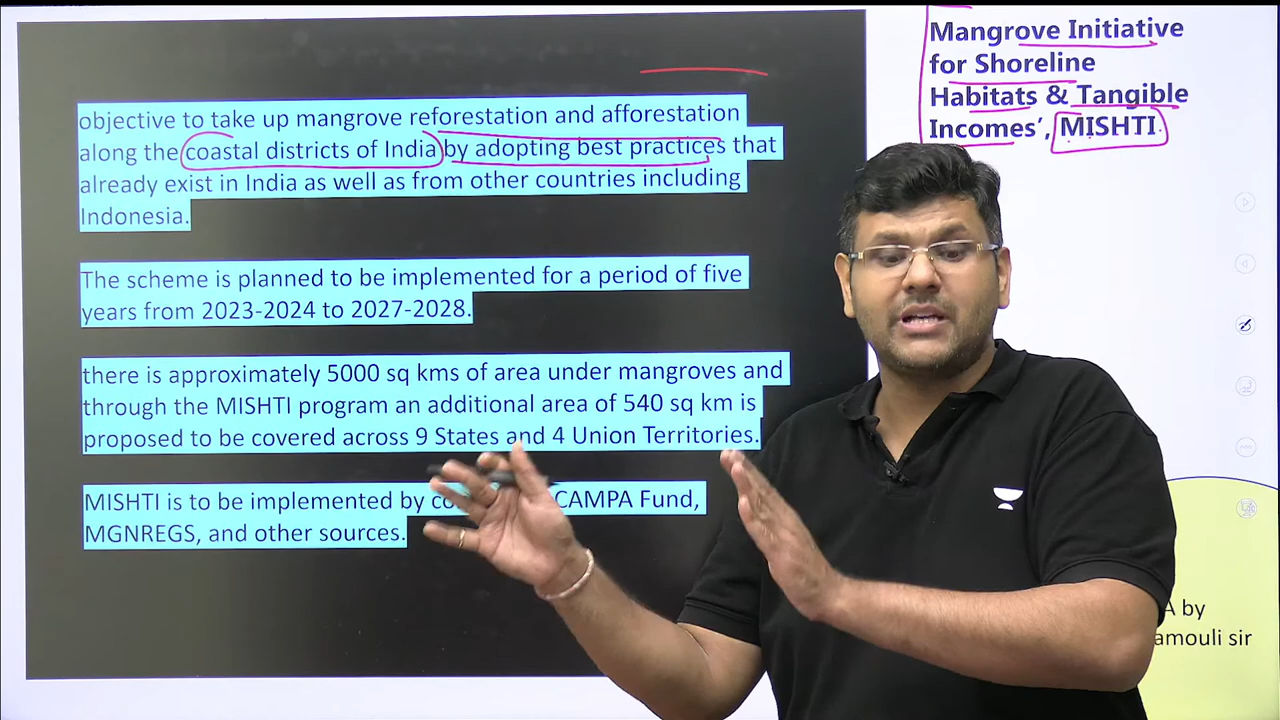 objective to take up mangrove reforestation and afforestation
along the coastal districts of India by adopting best practices that
already exist in India as well as from other countries including
Indonesia.
The scheme is planned to be implemented for a period of five
years from 2023-2024 to 2027-2028.
there is approximately 5000 sq kms of area under mangroves and
through the MISHTI program an additional area of 540 sq km is
proposed to be covered across 9 States and 4 Union Territories.
MISHTI is to be implemented by CAMPA Fund,
MGNREGS, and other sources.
Mangrove Initiative
for Shoreline
Habitats & Tangible
Incomes’, MISHTI
by
sir